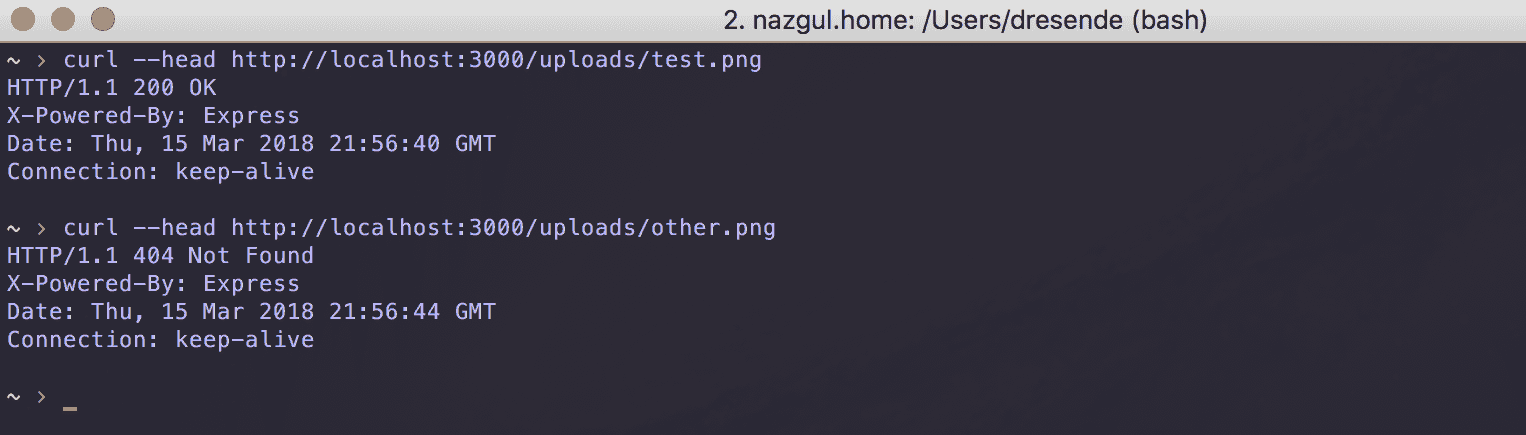 2. nazgul.home: /Users/dresende (bash)
~ › curl --head http://localhost:3000/uploads/test.png
HTTP/1.1 200 OK
X-Powered-By: Express
Date: Thu, 15 Mar 2018 21:56:40 GMT
Connection: keep-alive
~ › curl --head http://localhost:3000/uploads/other.png
HTTP/1.1 404 Not Found
X-Powered-By: Express
Date: Thu, 15 Mar 2018 21:56:44 GMT
Connection: keep-alive
~ › _